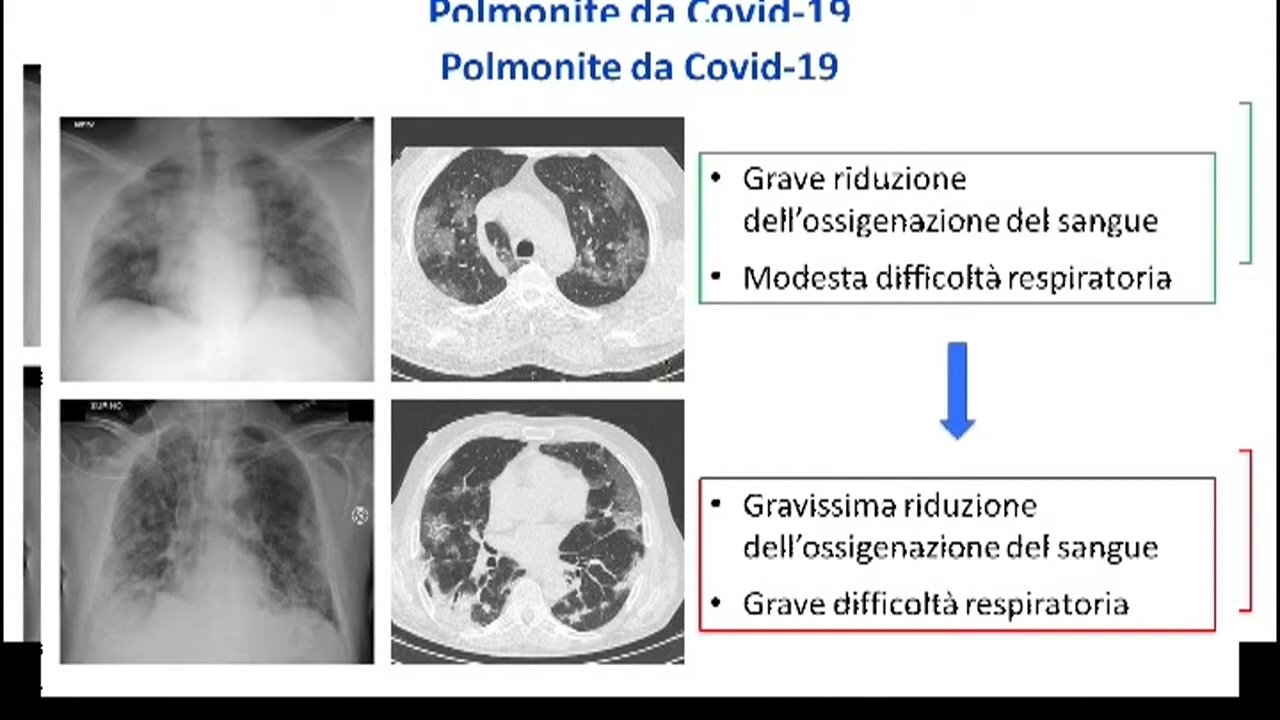 Polmonite da Covid-19
Polmonite da Covid-19
• Grave riduzione
dell'ossigenazione del sangue
• Modesta difficoltà respiratoria
• Gravissima riduzione
dell'ossigenazione del sangue
• Grave difficoltà respiratoria